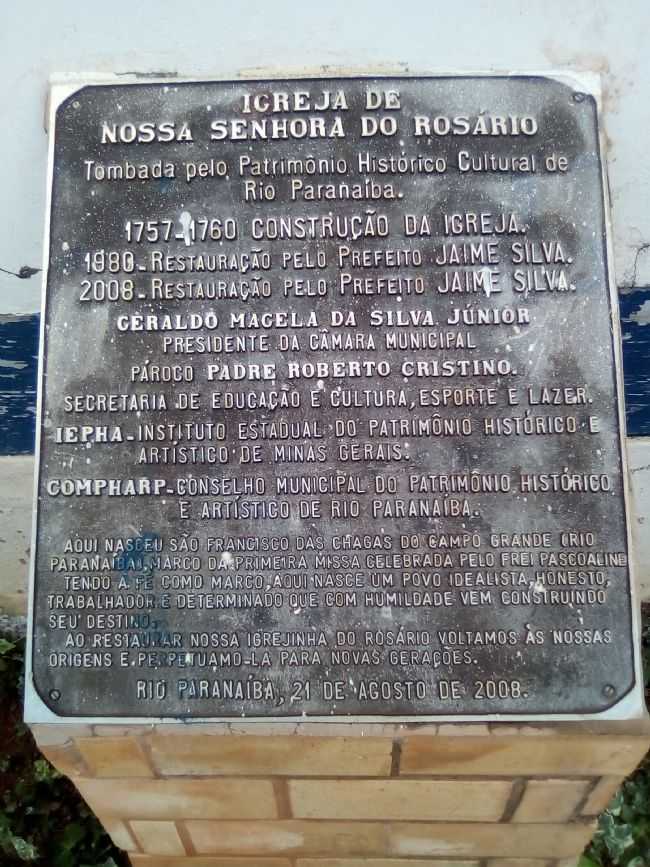 IGREJA DE
NOSSA SENHORA DO ROSÁRIO
Tombada pelo Patrimônio Histórico Cultural de
Rio Paranaíba.
1757-1760 CONSTRUÇÃO DA IGREJA.
1980-RESTAURAÇÃO PELO PREFEITO JAIME SILVA.
2008-RESTAURAÇÃO PELO PREFEITO JAIME SILVA.
GERALDO MAGELA DA SILVA JÚNIOR
PRESIDENTE DA CÂMARA MUNICIPAL
PÁROCO PADRE ROBERTO CRISTINO.
SECRETARIA DE EDUCAÇÃO E CULTURA, ESPORTE E LAZER.
IEPHA-INSTITUTO ESTADUAL DO PATRIMÔNIO HISTÓRICO E
ARTÍSTICO DE MINAS GERAIS.
COMPHARP-CONSELHO MUNICIPAL DO PATRIMÔNIO HISTÓRICO
E ARTÍSTICO DE RIO PARANAÍBA.
AQUI NASCEU SÃO FRANCISCO DAS CHAGAS DO CAMPO GRANDE (RIO
PARANAÍBA), MARCO DA PRIMEIRA MISSA CELEBRADA PELO FREI PASCOALINE
TENDO A FÉ COMO MARCO, AQUI NASCE UM POVO IDEALISTA, HONESTO,
TRABALHADOR E DETERMINADO QUE COM HUMILDADE VEM CONSTRUINDO
SEU DESTINO.
AO RESTAURAR NOSSA IGREJINHA DO ROSÁRIO VOLTAMOS ÀS NOSSAS
ORIGENS E PERPETUAMO-LA PARA NOVAS GERAÇÕES.
RIO PARANAÍBA, 21 DE AGOSTO DE 2008.